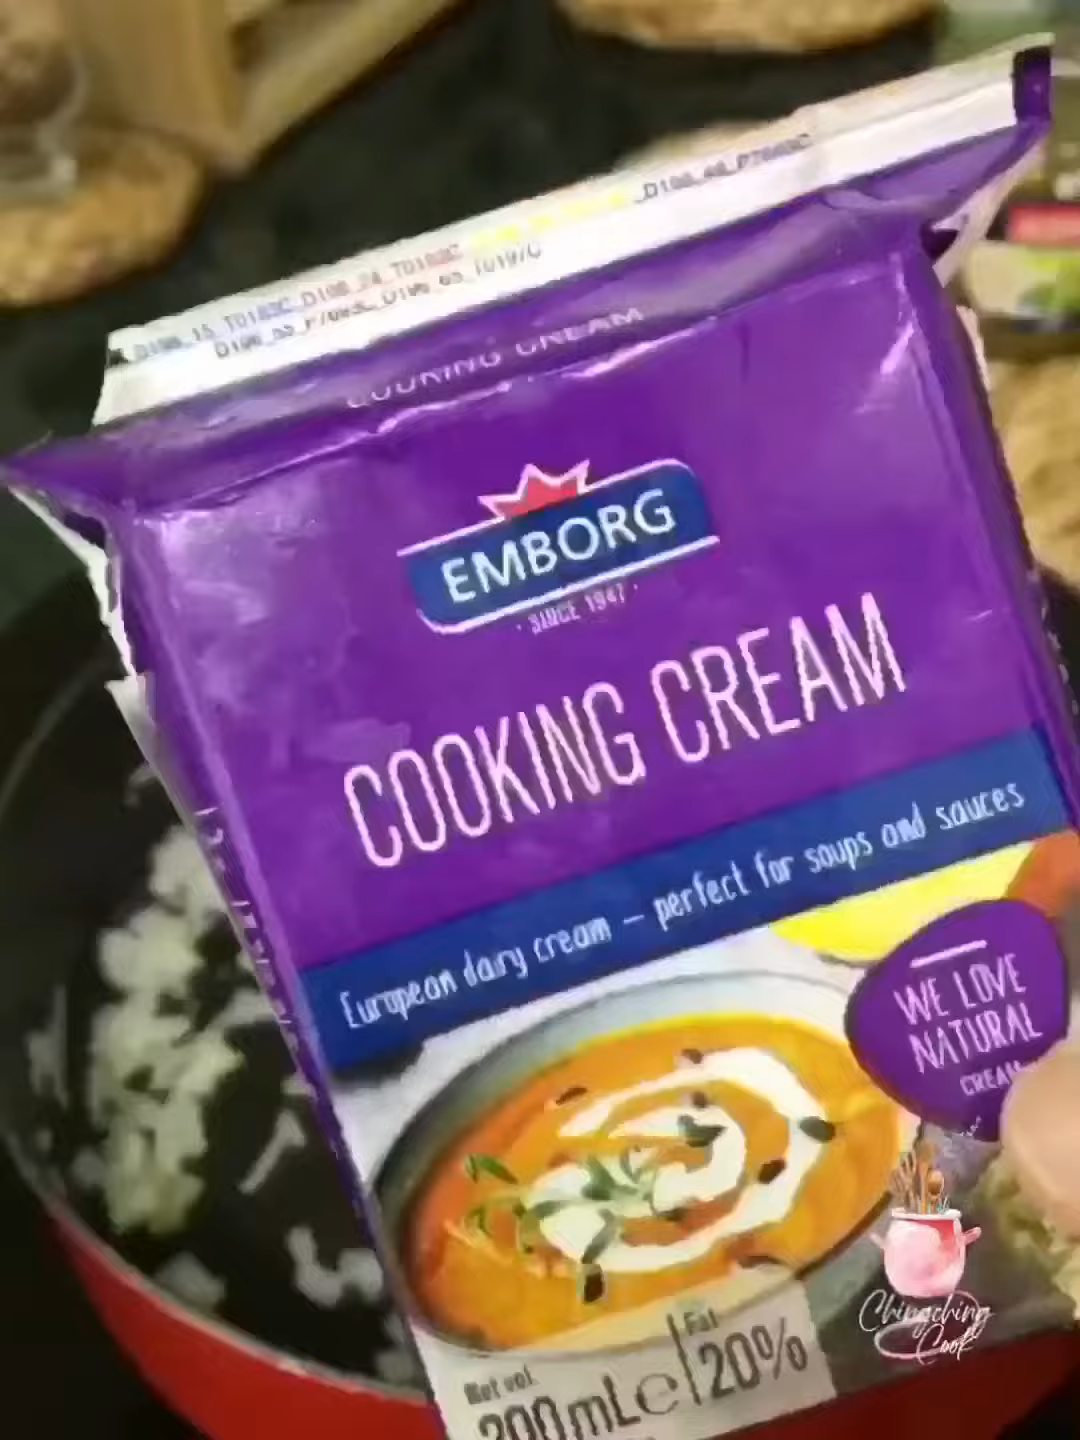 COOKING CREAM
EMBORG
· SINCE 1947 ·
COOKING CREAM
European dairy cream – perfect for soups and sauces
WE LOVE
NATURAL
CREAM
Net vol.
200mLe
Fat
20%
Chingching
Cook